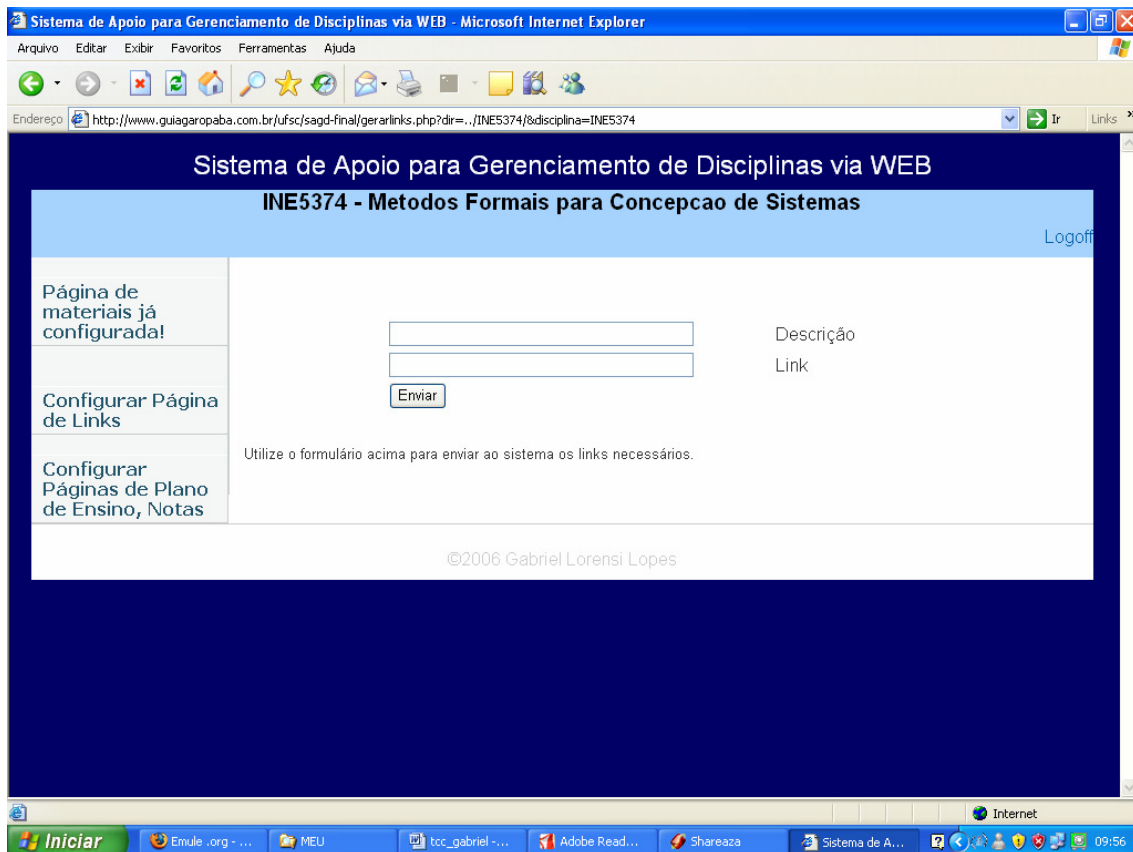 Sistema de Apoio para Gerenciamento de Disciplinas via WEB - Microsoft Internet Explorer
Arquivo Editar Exibir Favoritos Ferramentas Ajuda
Endereço http://www.guiagaropaba.com.br/ufsc/sagd-final/gerarlinks.php?dir=../INE5374/&disciplina=INE5374 Ir Links »
Sistema de Apoio para Gerenciamento de Disciplinas via WEB
INE5374 - Metodos Formais para Concepcao de Sistemas
Logoff
Página de
materiais já
configurada!
Configurar Página
de Links
Configurar
Páginas de Plano
de Ensino, Notas
Descrição
Link
Enviar
Utilize o formulário acima para enviar ao sistema os links necessários.
©2006 Gabriel Lorensi Lopes
Internet
Iniciar Emule .org - ... MEU tcc_gabriel -... Adobe Read... Shareaza Sistema de A... 09:56